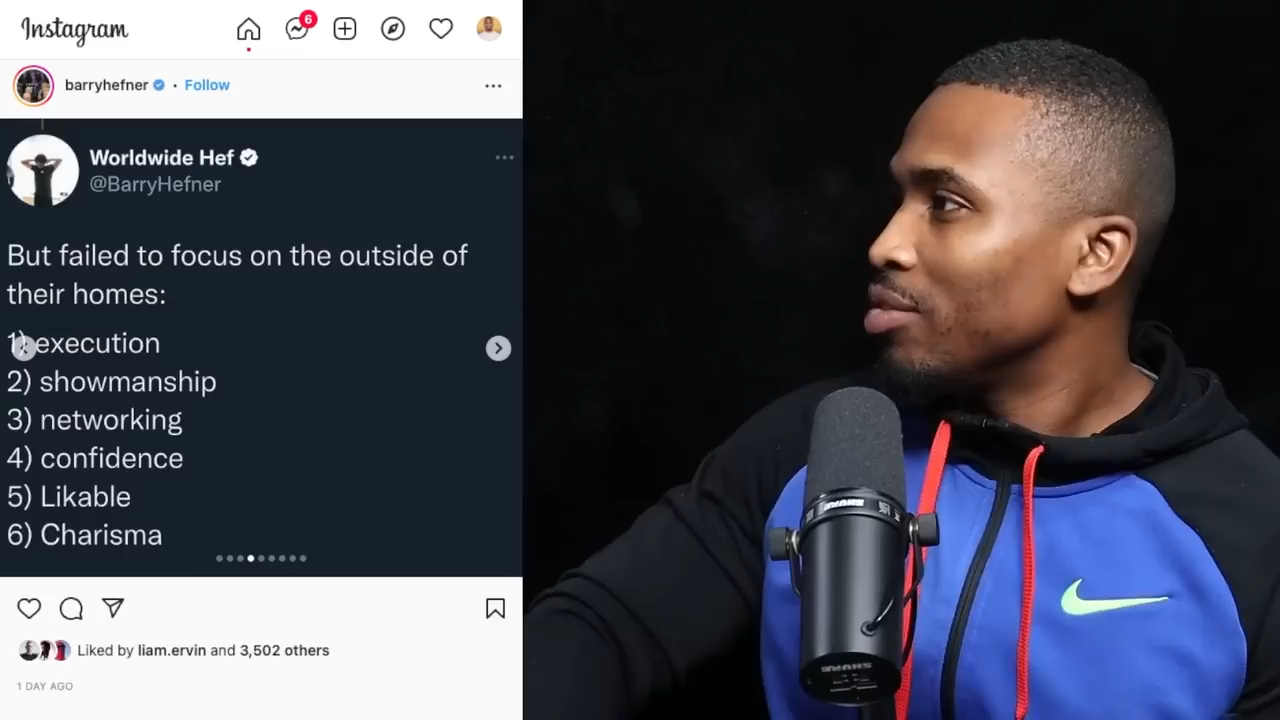 Instagram
6
barryhefner • Follow
Worldwide Hef
@BarryHefner
But failed to focus on the outside of
their homes:
1) execution
2) showmanship
3) networking
4) confidence
5) Likable
6) Charisma
Liked by liam.ervin and 3,502 others
1 DAY AGO
SHURE
SHURE